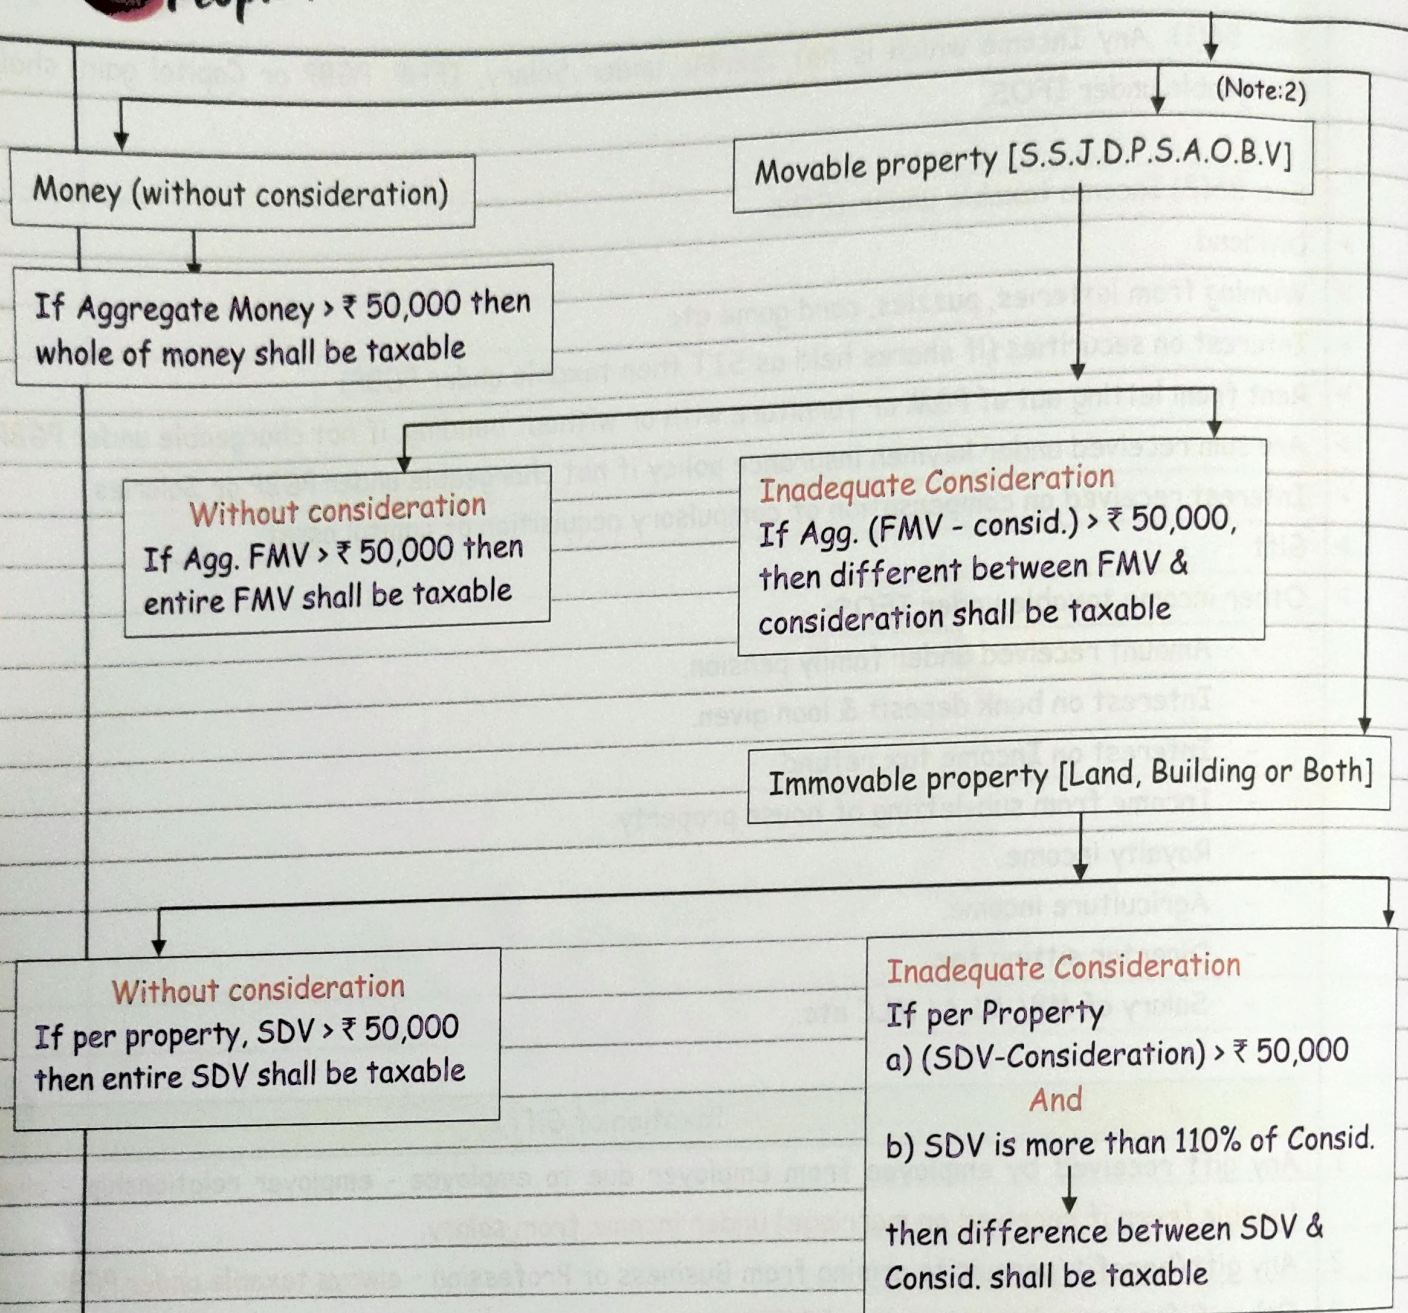 (Note:2)
Money (without consideration)
Movable property [S.S.J.D.P.S.A.O.B.V]
If Aggregate Money > ₹ 50,000 then
whole of money shall be taxable
Without consideration
If Agg. FMV > ₹ 50,000 then
entire FMV shall be taxable
Inadequate Consideration
If Agg. (FMV - consid.) > ₹ 50,000,
then different between FMV &
consideration shall be taxable
Immovable property [Land, Building or Both]
Without consideration
If per property, SDV > ₹ 50,000
then entire SDV shall be taxable
Inadequate Consideration
If per Property
a) (SDV-Consideration) > ₹ 50,000
And
b) SDV is more than 110% of Consid.
then difference between SDV &
Consid. shall be taxable